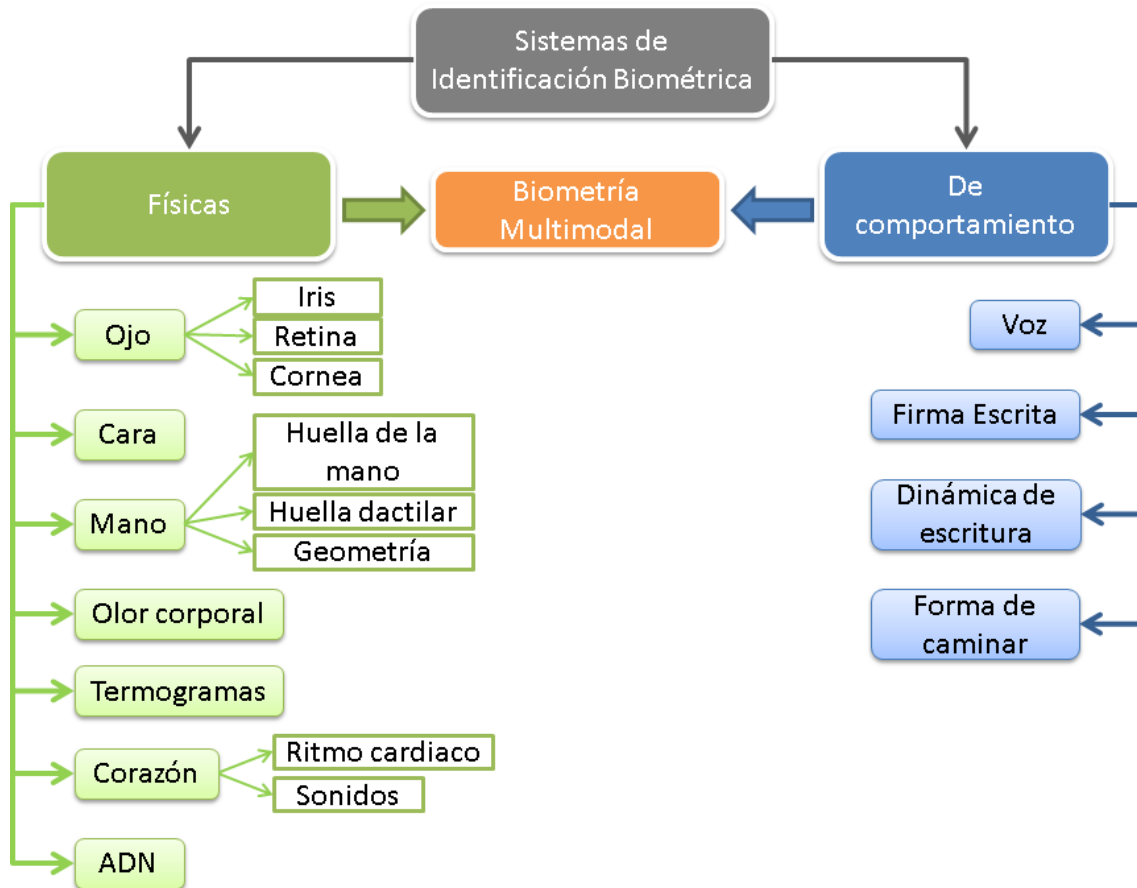 Sistemas de
Identificación Biométrica
Físicas
Biometría
Multimodal
De
comportamiento
Ojo
Iris
Retina
Cornea
Cara
Mano
Huella de la
mano
Huella dactilar
Geometría
Olor corporal
Termogramas
Corazón
Ritmo cardiaco
Sonidos
ADN
Voz
Firma Escrita
Dinámica de
escritura
Forma de
caminar